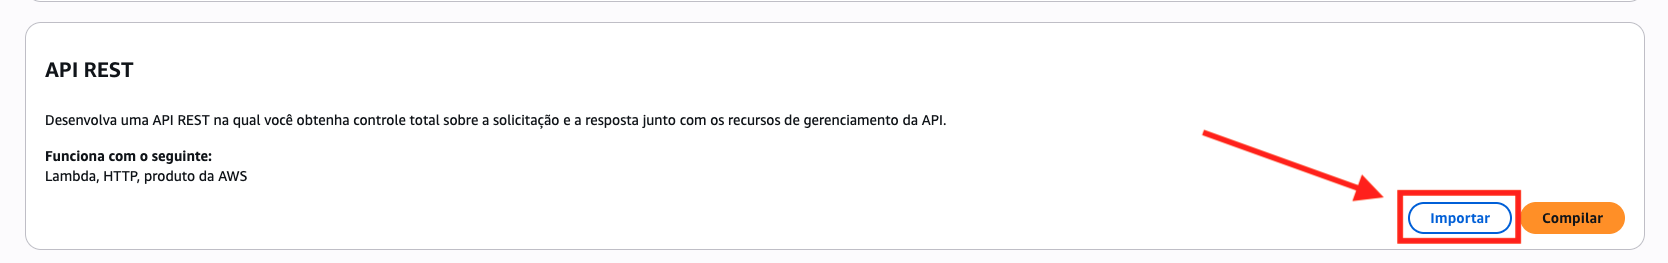 API REST
Desenvolva uma API REST na qual você obtenha controle total sobre a solicitação e a resposta junto com os recursos de gerenciamento da API.
Funciona com o seguinte:
Lambda, HTTP, produto da AWS
Importar
Compilar